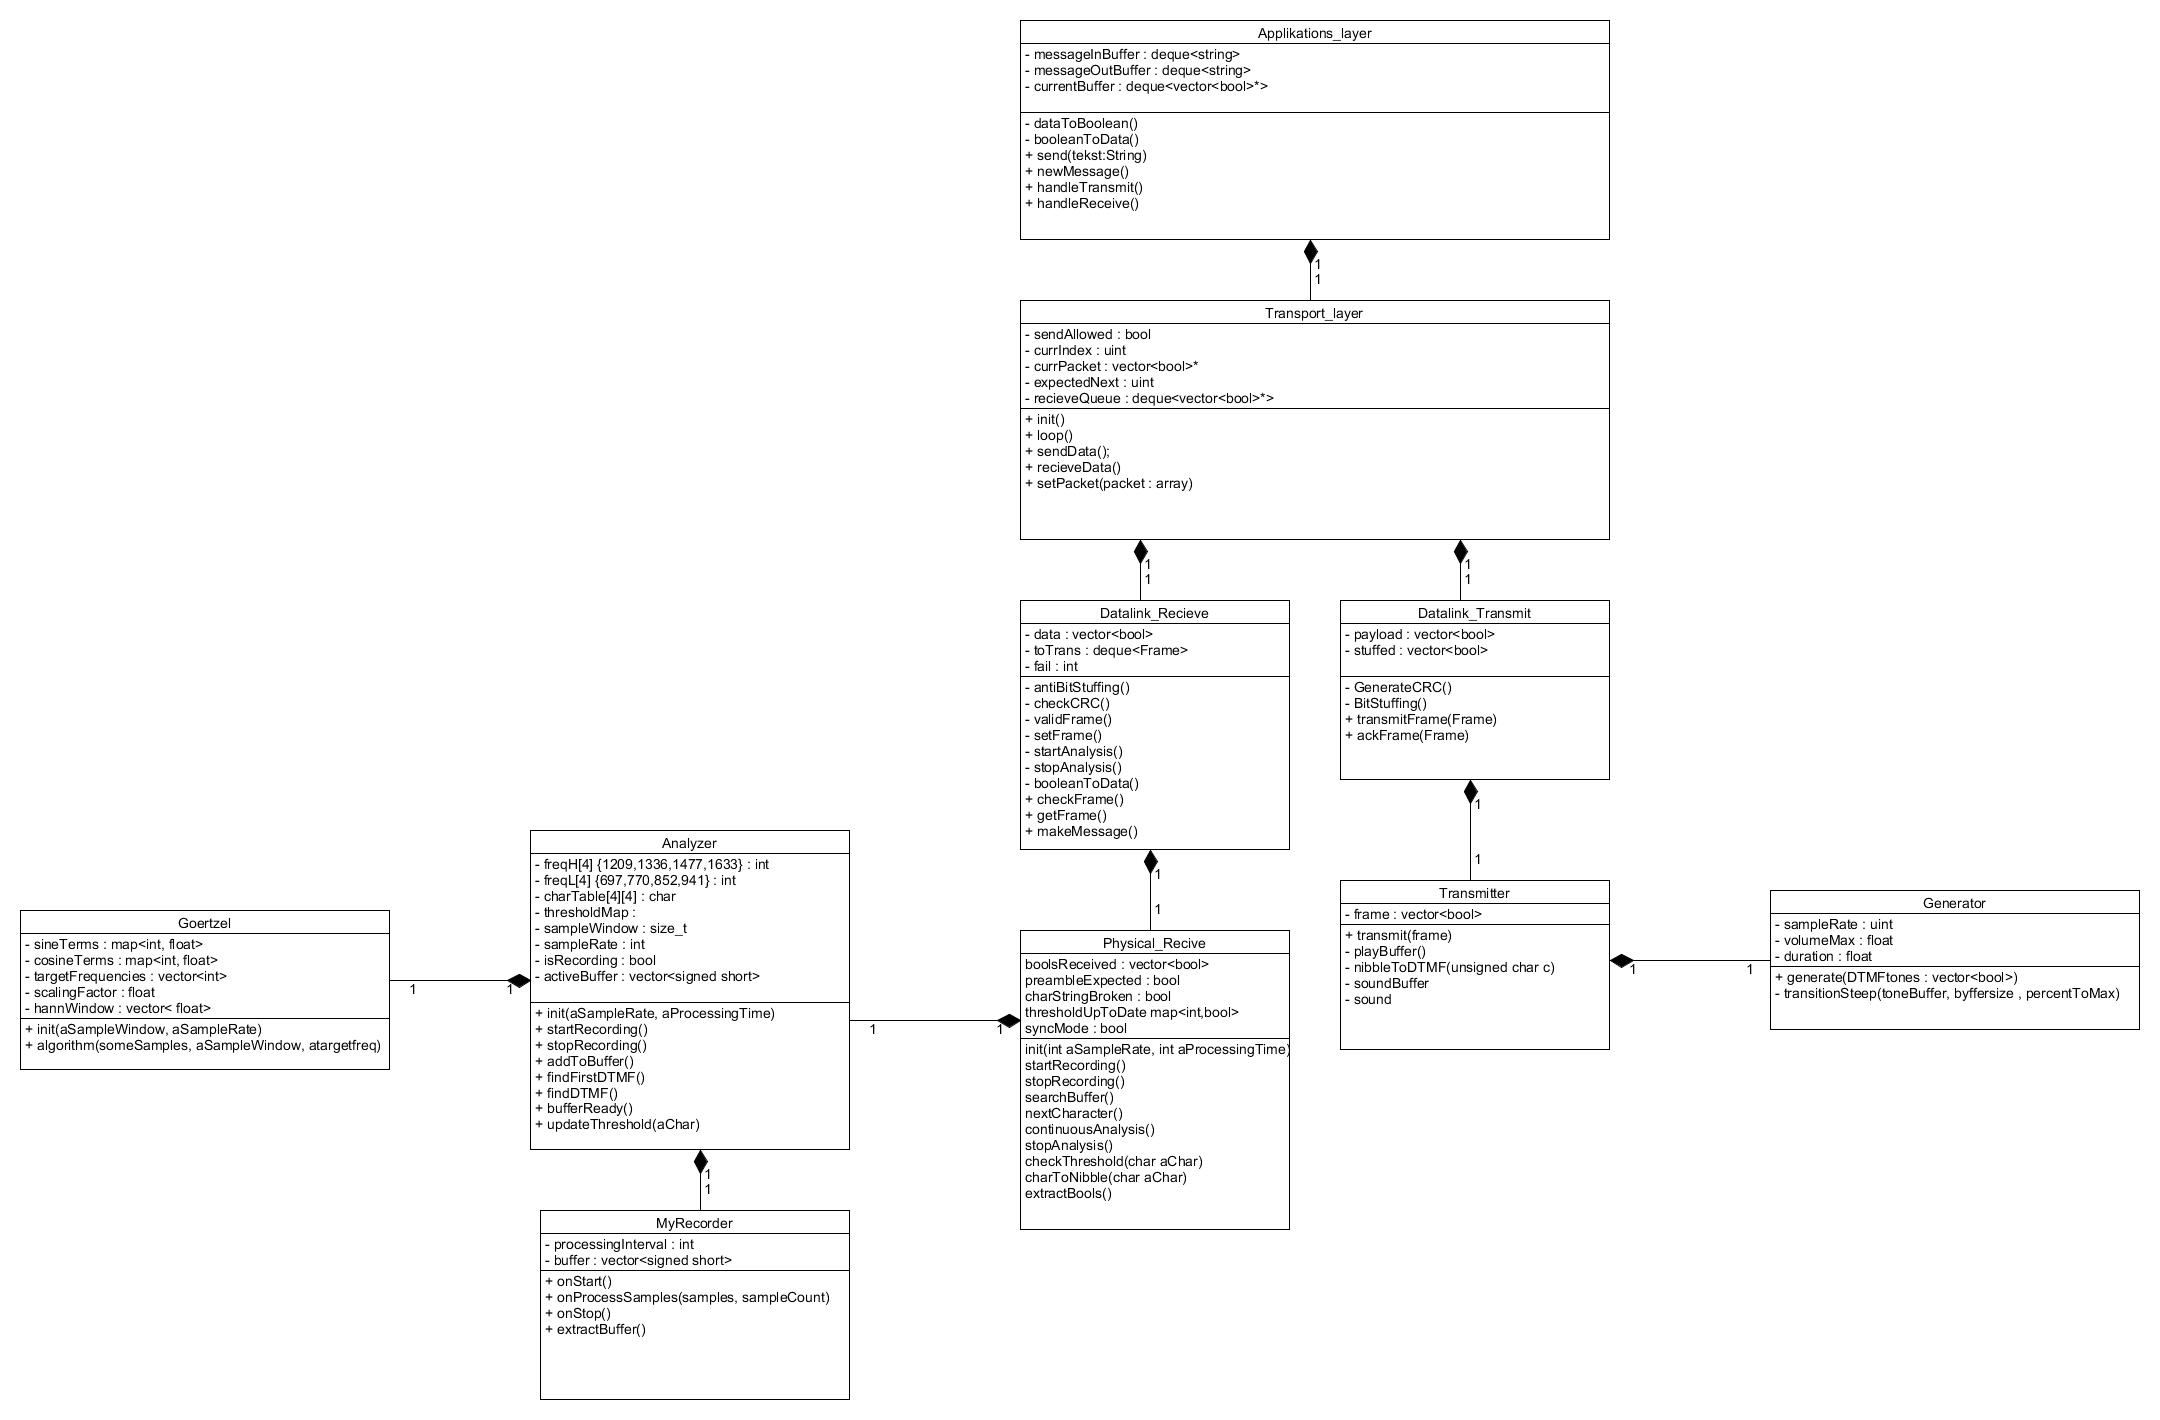 Applikations_layer
- messageInBuffer : deque<string>
- messageOutBuffer : deque<string>
- currentBuffer : deque<vector<bool>*>
- dataToBoolean()
- booleanToData()
+ send(tekst:String)
+ newMessage()
+ handleTransmit()
+ handleReceive()
1
1
Transport_layer
- sendAllowed : bool
- currIndex : uint
- currPacket : vector<bool>*
- expectedNext : uint
- recieveQueue : deque<vector<bool>*>
+ init()
+ loop()
+ sendData();
+ recieveData()
+ setPacket(packet : array)
1
1
1
1
Datalink_Recieve
- data : vector<bool>
- toTrans : deque<Frame>
- fail : int
- antiBitStuffing()
- checkCRC()
- validFrame()
- setFrame()
- startAnalysis()
- stopAnalysis()
- booleanToData()
+ checkFrame()
+ getFrame()
+ makeMessage()
1
1
Datalink_Transmit
- payload : vector<bool>
- stuffed : vector<bool>
- GenerateCRC()
- BitStuffing()
+ transmitFrame(Frame)
+ ackFrame(Frame)
1
1
Goertzel
- sineTerms : map<int, float>
- cosineTerms : map<int, float>
- targetFrequencies : vector<int>
- scalingFactor : float
- hannWindow : vector< float>
+ init(aSampleWindow, aSampleRate)
+ algorithm(someSamples, aSampleWindow, atargetfreq)
1
1
Analyzer
- freqH[4] {1209,1336,1477,1633} : int
- freqL[4] {697,770,852,941} : int
- charTable[4][4] : char
- thresholdMap :
- sampleWindow : size_t
- sampleRate : int
- isRecording : bool
- activeBuffer : vector<signed short>
+ init(aSampleRate, aProcessingTime)
+ startRecording()
+ stopRecording()
+ addToBuffer()
+ findFirstDTMF()
+ findDTMF()
+ bufferReady()
+ updateThreshold(aChar)
1
1
1
1
MyRecorder
- processingInterval : int
- buffer : vector<signed short>
+ onStart()
+ onProcessSamples(samples, sampleCount)
+ onStop()
+ extractBuffer()
Physical_Recive
boolsReceived : vector<bool>
preambleExpected : bool
charStringBroken : bool
thresholdUpToDate map<int,bool>
syncMode : bool
init(int aSampleRate, int aProcessingTime)
startRecording()
stopRecording()
searchBuffer()
nextCharacter()
continuousAnalysis()
stopAnalysis()
checkThreshold(char aChar)
charToNibble(char aChar)
extractBools()
Transmitter
- frame : vector<bool>
+ transmit(frame)
- playBuffer()
- nibbleToDTMF(unsigned char c)
- soundBuffer
- sound
1
1
Generator
- sampleRate : uint
- volumeMax : float
- duration : float
+ generate(DTMFtones : vector<bool>)
- transitionSteep(toneBuffer, byffersize , percentToMax)